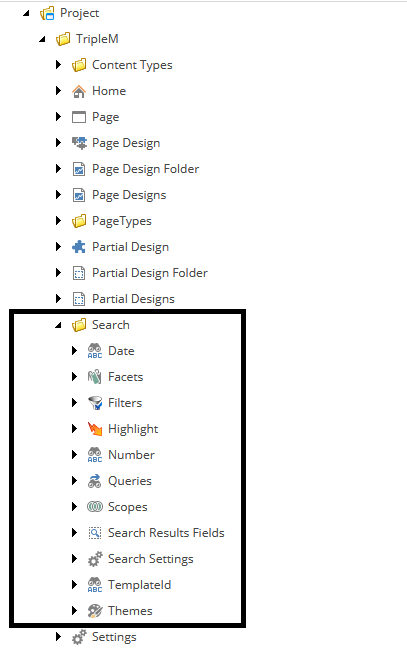 Project
TripleM
Content Types
Home
Page
Page Design
Page Design Folder
Page Designs
PageTypes
Partial Design
Partial Design Folder
Partial Designs
Search
ABC Date
Facets
Filters
Highlight
ABC Number
Queries
Scopes
Search Results Fields
Search Settings
ABC TemplateId
Themes
Settings